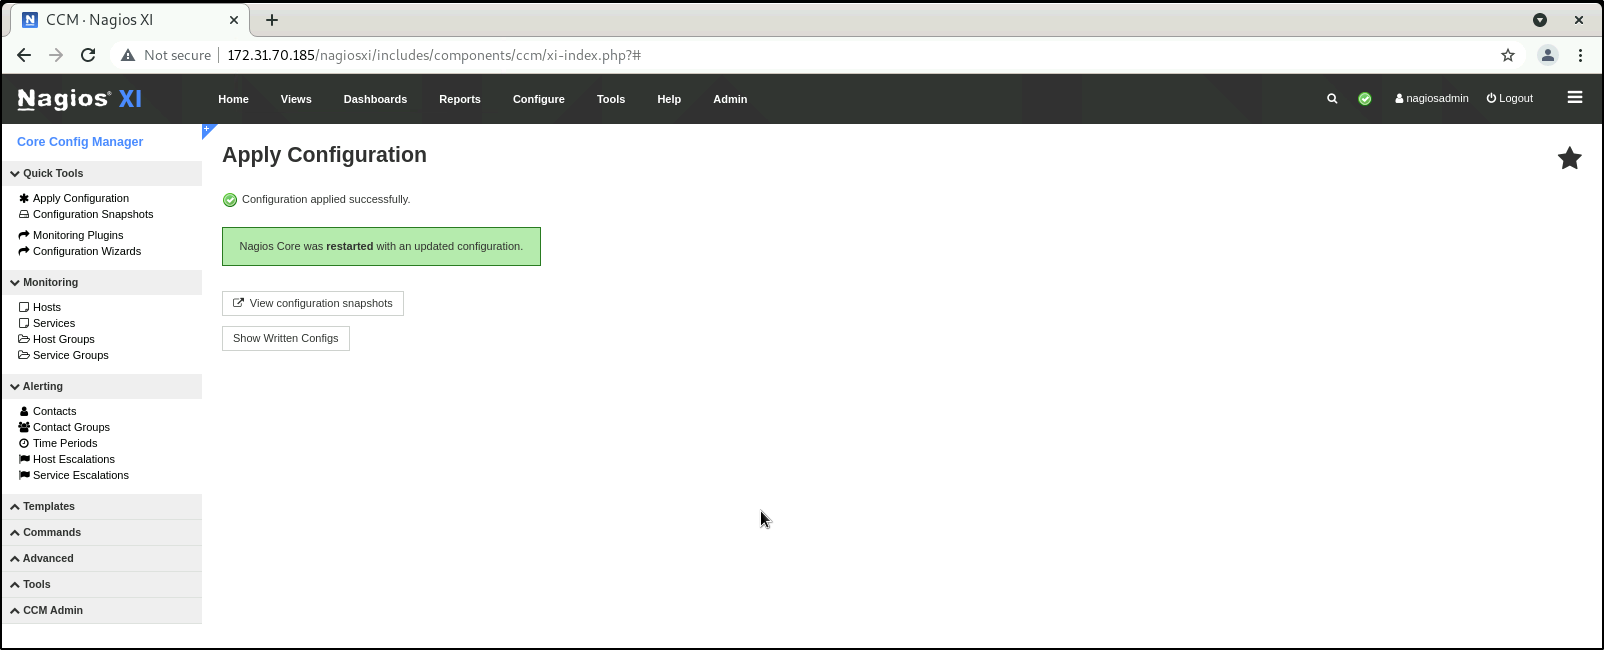 CCM · Nagios XI
Not secure
172.31.70.185/nagiosxi/includes/components/ccm/xi-index.php?#
Nagios® XI
Home Views Dashboards Reports Configure Tools Help Admin
nagiosadmin
Logout
Core Config Manager
Quick Tools
Apply Configuration
Configuration Snapshots
Monitoring Plugins
Configuration Wizards
Monitoring
Hosts
Services
Host Groups
Service Groups
Alerting
Contacts
Contact Groups
Time Periods
Host Escalations
Service Escalations
Templates
Commands
Advanced
Tools
CCM Admin
Apply Configuration
Configuration applied successfully.
Nagios Core was restarted with an updated configuration.
View configuration snapshots
Show Written Configs